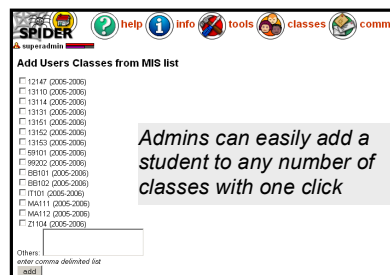 SPIDER help info tools classes comm
superadmin
Add Users Classes from MIS list
12147 (2005-2006)
13110 (2005-2006)
13114 (2005-2006)
13131 (2005-2006)
13151 (2005-2006)
13152 (2005-2006)
13153 (2005-2006)
59101 (2005-2006)
99202 (2005-2006)
BB101 (2005-2006)
BB102 (2005-2006)
IT101 (2005-2006)
MA111 (2005-2006)
MA112 (2005-2006)
Z1104 (2005-2006)
Admins can easily add a
student to any number of
classes with one click
Others:
enter comma delimited list
add